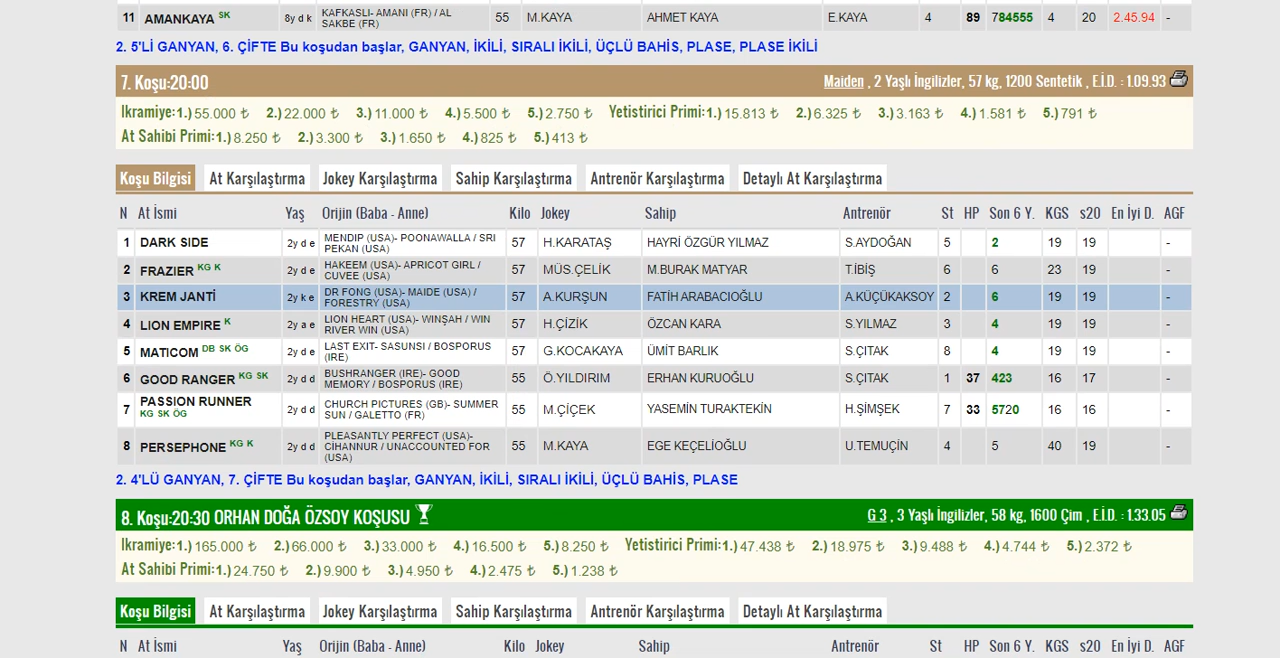 11 AMANKAYA SK 8y d k KAFKASLI- AMANI (FR) / AL SAKBE (FR) 55 M.KAYA AHMET KAYA E.KAYA 4 89 784555 4 20 2.45.94 -
2. 5'Lİ GANYAN, 6. ÇİFTE Bu koşudan başlar, GANYAN, İKİLİ, SIRALI İKİLİ, ÜÇLÜ BAHİS, PLASE, PLASE İKİLİ
7. Koşu:20:00 Maiden , 2 Yaşlı İngilizler, 57 kg, 1200 Sentetik , E.İ.D. : 1.09.93
Ikramiye:1.) 55.000 ₺ 2.) 22.000 ₺ 3.) 11.000 ₺ 4.) 5.500 ₺ 5.) 2.750 ₺ Yetistirici Primi:1.) 15.813 ₺ 2.) 6.325 ₺ 3.) 3.163 ₺ 4.) 1.581 ₺ 5.) 791 ₺
At Sahibi Primi:1.) 8.250 ₺ 2.) 3.300 ₺ 3.) 1.650 ₺ 4.) 825 ₺ 5.) 413 ₺
Koşu Bilgisi At Karşılaştırma Jokey Karşılaştırma Sahip Karşılaştırma Antrenör Karşılaştırma Detaylı At Karşılaştırma
N At İsmi Yaş Orijin (Baba - Anne) Kilo Jokey Sahip Antrenör St HP Son 6 Y. KGS s20 En İyi D. AGF
1 DARK SIDE 2y d e MENDIP (USA)- POONAWALLA / SRI PEKAN (USA) 57 H.KARATAŞ HAYRİ ÖZGÜR YILMAZ S.AYDOĞAN 5 2 19 19 -
2 FRAZIER KG K 2y d e HAKEEM (USA)- APRICOT GIRL / CUVEE (USA) 57 MÜS.ÇELİK M.BURAK MATYAR T.İBİŞ 6 6 23 19 -
3 KREM JANTİ 2y k e DR FONG (USA)- MAIDE (USA) / FORESTRY (USA) 57 A.KURŞUN FATİH ARABACIOĞLU A.KÜÇÜKAKSOY 2 6 19 19 -
4 LION EMPIRE K 2y a e LION HEART (USA)- WINŞAH / WIN RIVER WIN (USA) 57 H.ÇİZİK ÖZCAN KARA S.YILMAZ 3 4 19 19 -
5 MATICOM DB SK ÖG 2y d e LAST EXIT- SASUNSI / BOSPORUS (IRE) 57 G.KOCAKAYA ÜMİT BARLIK S.ÇITAK 8 4 19 19 -
6 GOOD RANGER KG SK 2y d d BUSHRANGER (IRE)- GOOD MEMORY / BOSPORUS (IRE) 55 Ö.YILDIRIM ERHAN KURUOĞLU S.ÇITAK 1 37 423 16 17 -
7 PASSION RUNNER KG SK ÖG 2y d d CHURCH PICTURES (GB)- SUMMER SUN / GALETTO (FR) 55 M.ÇİÇEK YASEMİN TURAKTEKİN H.ŞİMŞEK 7 33 5720 16 16 -
8 PERSEPHONE KG K 2y d d PLEASANTLY PERFECT (USA)- CİHANNUR / UNACCOUNTED FOR (USA) 55 M.KAYA EGE KEÇELİOĞLU U.TEMUÇİN 4 5 40 19 -
2. 4'LÜ GANYAN, 7. ÇİFTE Bu koşudan başlar, GANYAN, İKİLİ, SIRALI İKİLİ, ÜÇLÜ BAHİS, PLASE
8. Koşu:20:30 ORHAN DOĞA ÖZSOY KOŞUSU G 3 , 3 Yaşlı İngilizler, 58 kg, 1600 Çim , E.İ.D. : 1.33.05
Ikramiye:1.) 165.000 ₺ 2.) 66.000 ₺ 3.) 33.000 ₺ 4.) 16.500 ₺ 5.) 8.250 ₺ Yetistirici Primi:1.) 47.438 ₺ 2.) 18.975 ₺ 3.) 9.488 ₺ 4.) 4.744 ₺ 5.) 2.372 ₺
At Sahibi Primi:1.) 24.750 ₺ 2.) 9.900 ₺ 3.) 4.950 ₺ 4.) 2.475 ₺ 5.) 1.238 ₺
Koşu Bilgisi At Karşılaştırma Jokey Karşılaştırma Sahip Karşılaştırma Antrenör Karşılaştırma Detaylı At Karşılaştırma
N At İsmi Yaş Orijin (Baba - Anne) Kilo Jokey Sahip Antrenör St HP Son 6 Y. KGS s20 En İyi D. AGF